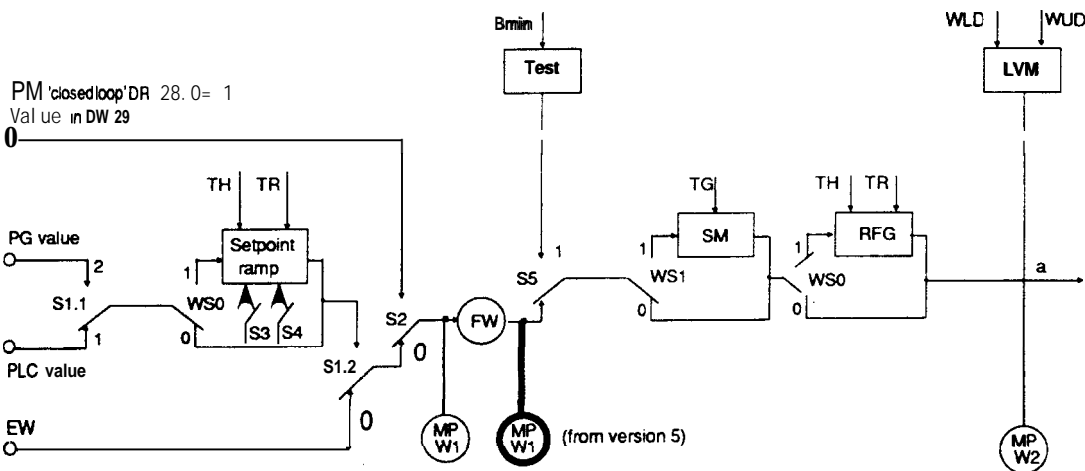 WLD WUD
Bmiin
Test
LVM
PM 'closedloop' DR 28.0= 1
Val ue in DW 29
0
TH TR
TG
TH TR
PG value
2
Setpoint
ramp
1
SM
1
RFG
1
1
S1.1
WS0
S5
WS1
WS0
a
S3 S4
S2
FW
0
0
0
1
0
PLC value
S1.2
0
EW
MP
W1
MP
W1
(from version 5)
MP
W2